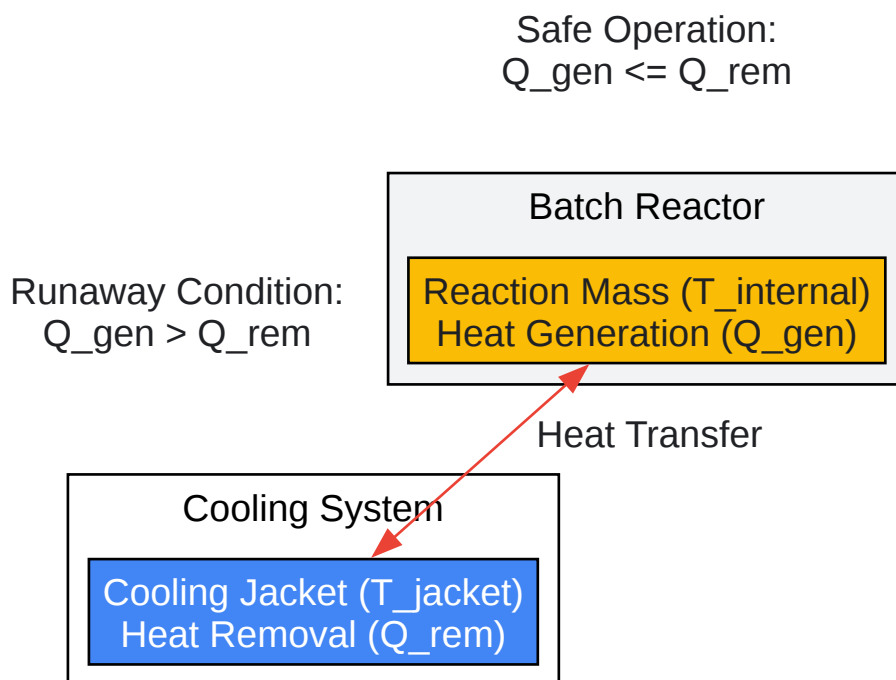 Safe Operation:
Q_gen <= Q_rem
Batch Reactor
Runaway Condition:
Q_gen > Q_rem
Reaction Mass (T_internal)
Heat Generation (Q_gen)
Heat Transfer
Cooling System
Cooling Jacket (T_jacket)
Heat Removal (Q_rem)